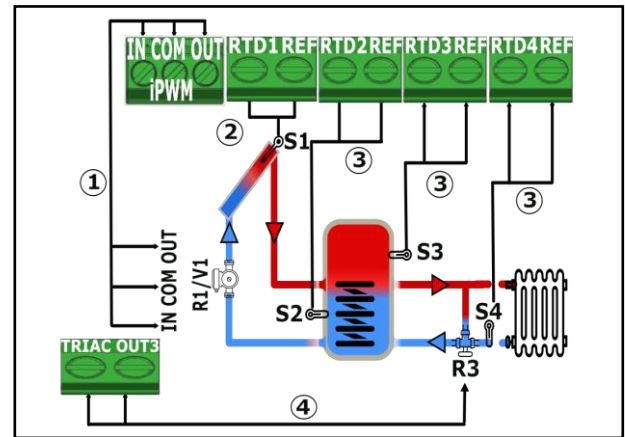 IN COM OUT
iPWM
RTD1 REF
RTD2 REF
RTD3 REF
RTD4 REF
1
2
S1
3
3
3
IN COM OUT
R1/V1
S2
S3
S4
R3
TRIAC OUT3
4